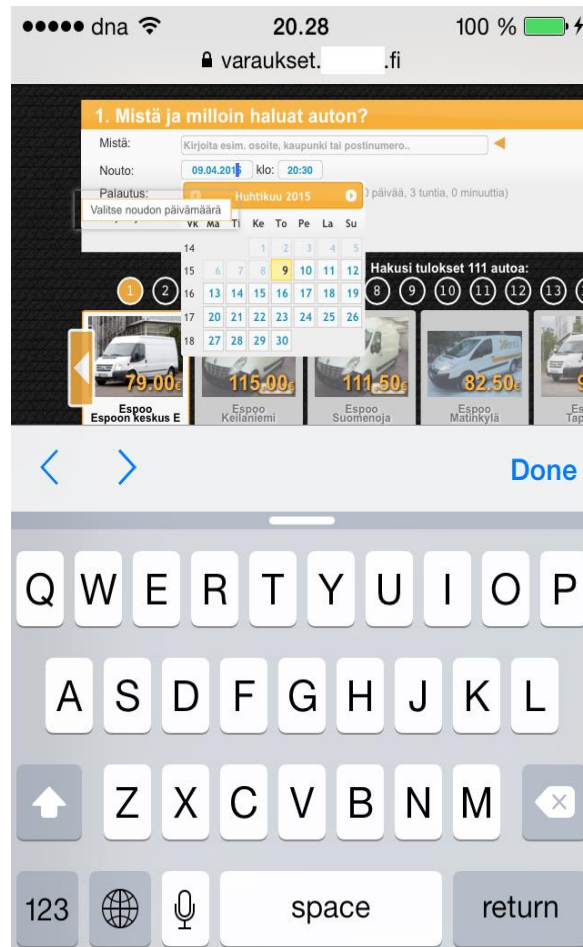 dna 20.28 100 %
varaukset. .fi
1. Mistä ja milloin haluat auton?
Mistä: Kirjoita esim. osoite, kaupunki tai postinumero..
Nouto: 09.04.2015 klo: 20:30
Palautus: Huhtikuu 2015 0 päivää, 3 tuntia, 0 minuuttia)
Valitse noudon päivämäärä
Vk Ma Ti Ke To Pe La Su
14 1 2 3 4 5
15 6 7 8 9 10 11 12 Hakusi tulokset 111 autoa:
1 2 16 13 14 15 16 17 18 19 8 9 10 11 12 13
17 20 21 22 23 24 25 26
18 27 28 29 30
79.00€ 115.00€ 111.50€ 82.50€
Espoo Espoo Espoo Espoo
Espoon keskus E Keilaniemi Suomenoja Matinkylä Tap
Done
Q W E R T Y U I O P
A S D F G H J K L
Z X C V B N M
123 space return